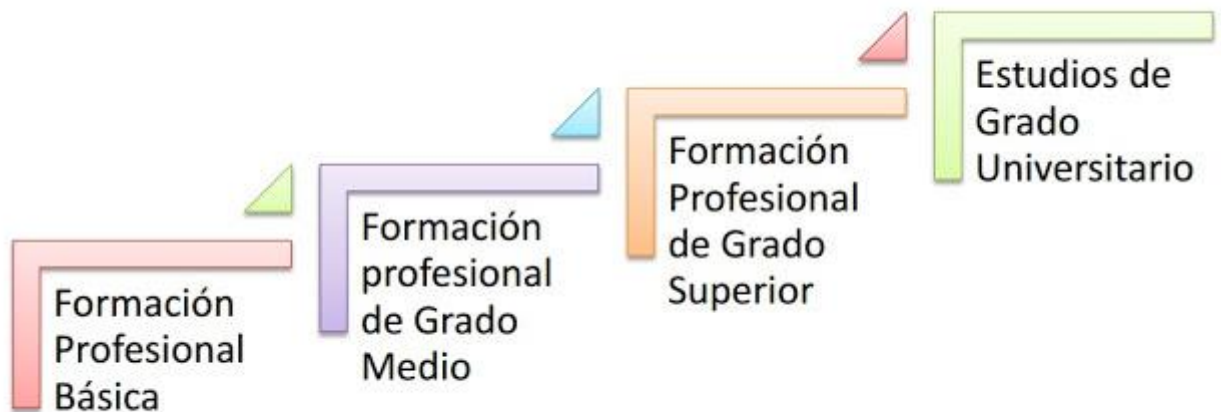 Formación
Profesional
Básica
Formación
profesional
de Grado
Medio
Formación
Profesional
de Grado
Superior
Estudios de
Grado
Universitario